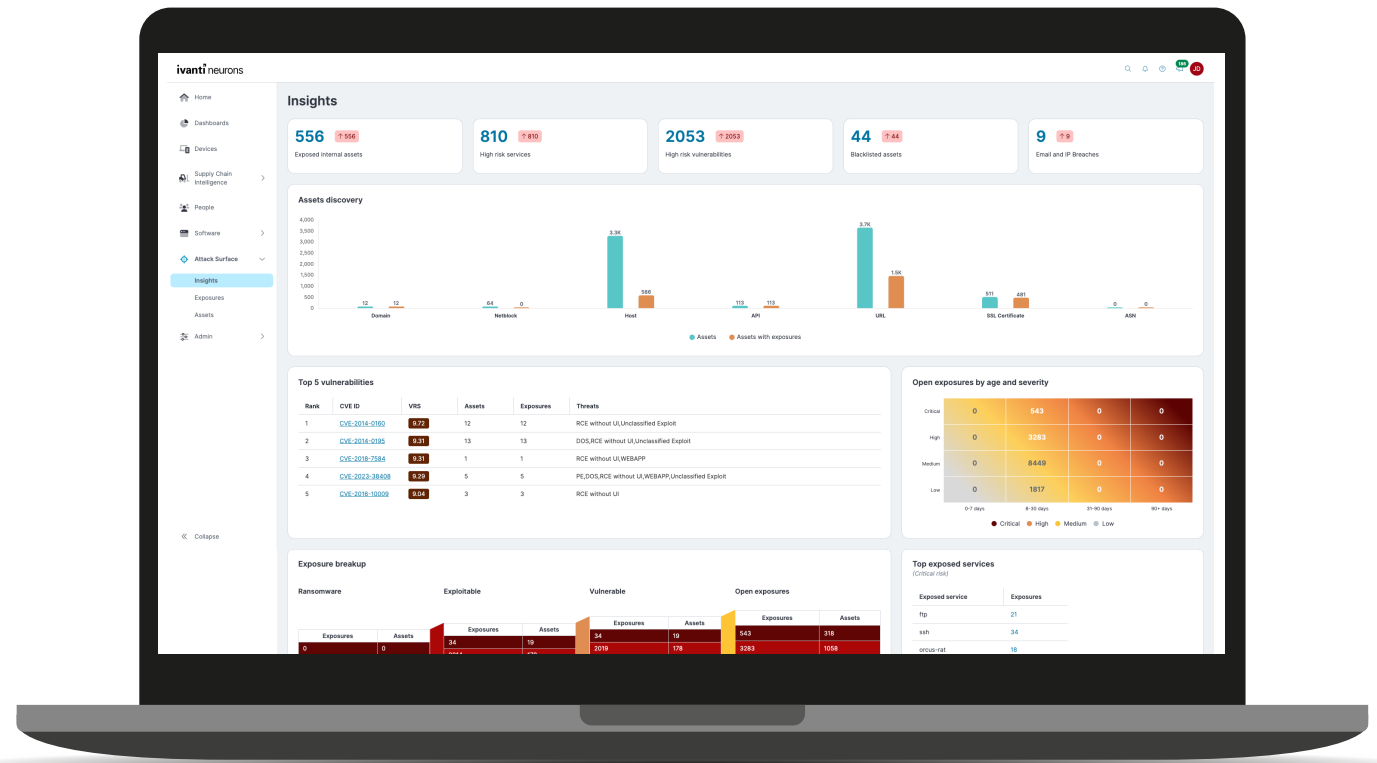 ivanti neurons
186
JD
Home
Dashboards
Devices
Supply Chain
Intelligence
People
Software
Attack Surface
Insights
Exposures
Assets
Admin
Collapse
Insights
556 ↑ 556
Exposed internal assets
810 ↑ 810
High risk services
2053 ↑ 2053
High risk vulnerabilities
44 ↑ 44
Blacklisted assets
9 ↑ 9
Email and IP Breaches
Assets discovery
4,000
3,500
3,000
2,500
2,000
1,500
1,000
500
0
12 12
64 0
3.3K 586
113 113
3.7K 1.5K
511 481
0 0
Domain Netblock Host API URL SSL Certificate ASN
Assets Assets with exposures
Top 5 vulnerabilities
Rank CVE ID VRS Assets Exposures Threats
1 CVE-2014-0160 9.72 12 12 RCE without UI,Unclassified Exploit
2 CVE-2014-0195 9.31 13 13 DOS,RCE without UI,Unclassified Exploit
3 CVE-2018-7584 9.31 1 1 RCE without UI,WEBAPP
4 CVE-2023-38408 9.29 5 5 PE,DOS,RCE without UI,WEBAPP,Unclassified Exploit
5 CVE-2016-10009 9.04 3 3 RCE without UI
Open exposures by age and severity
Critical 0 543 0 0
High 0 3283 0 0
Medium 0 8449 0 0
Low 0 1817 0 0
0-7 days 8-30 days 31-90 days 90+ days
Critical High Medium Low
Exposure breakup
Ransomware Exploitable Vulnerable Open exposures
Exposures Assets
0 0
Exposures Assets
34 19
Exposures Assets
34 19
2019 178
Exposures Assets
543 318
3283 1058
Top exposed services
(Critical risk)
Exposed service Exposures
ftp 21
ssh 34
orcus-rat 18